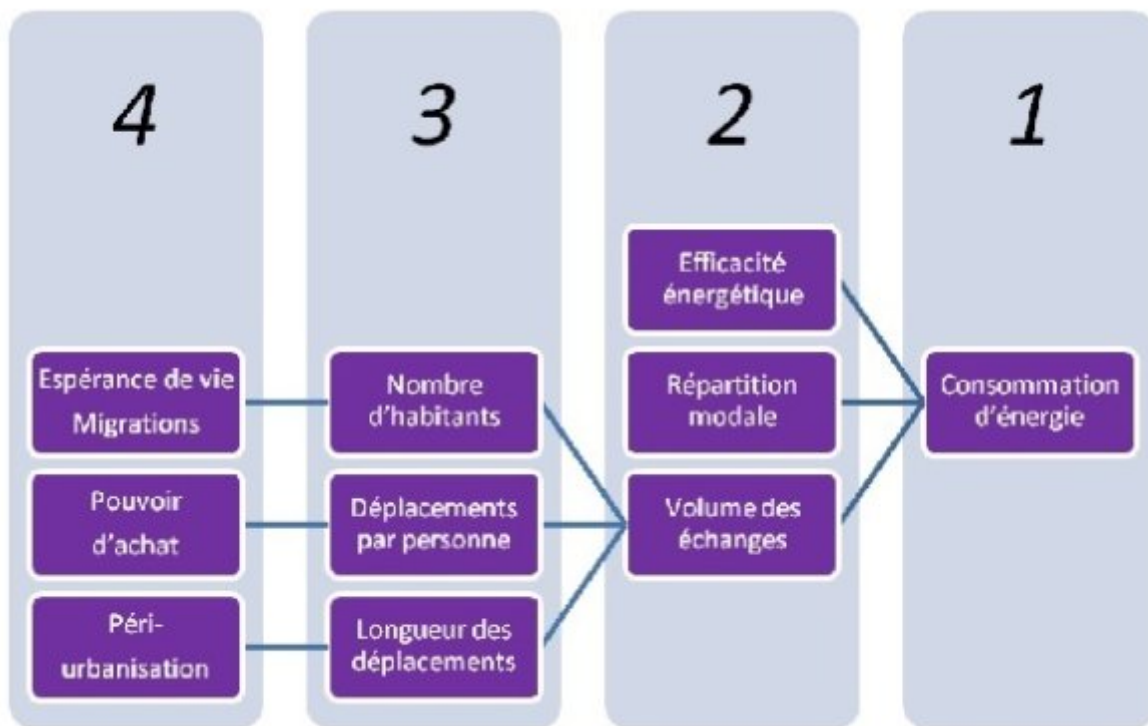 4
3
2
1
Espérance de vie
Migrations
Pouvoir
d'achat
Péri-
urbanisation
Nombre
d'habitants
Déplacements
par personne
Longueur des
déplacements
Efficacité
énergétique
Répartition
modale
Volume des
échanges
Consommation
d'énergie